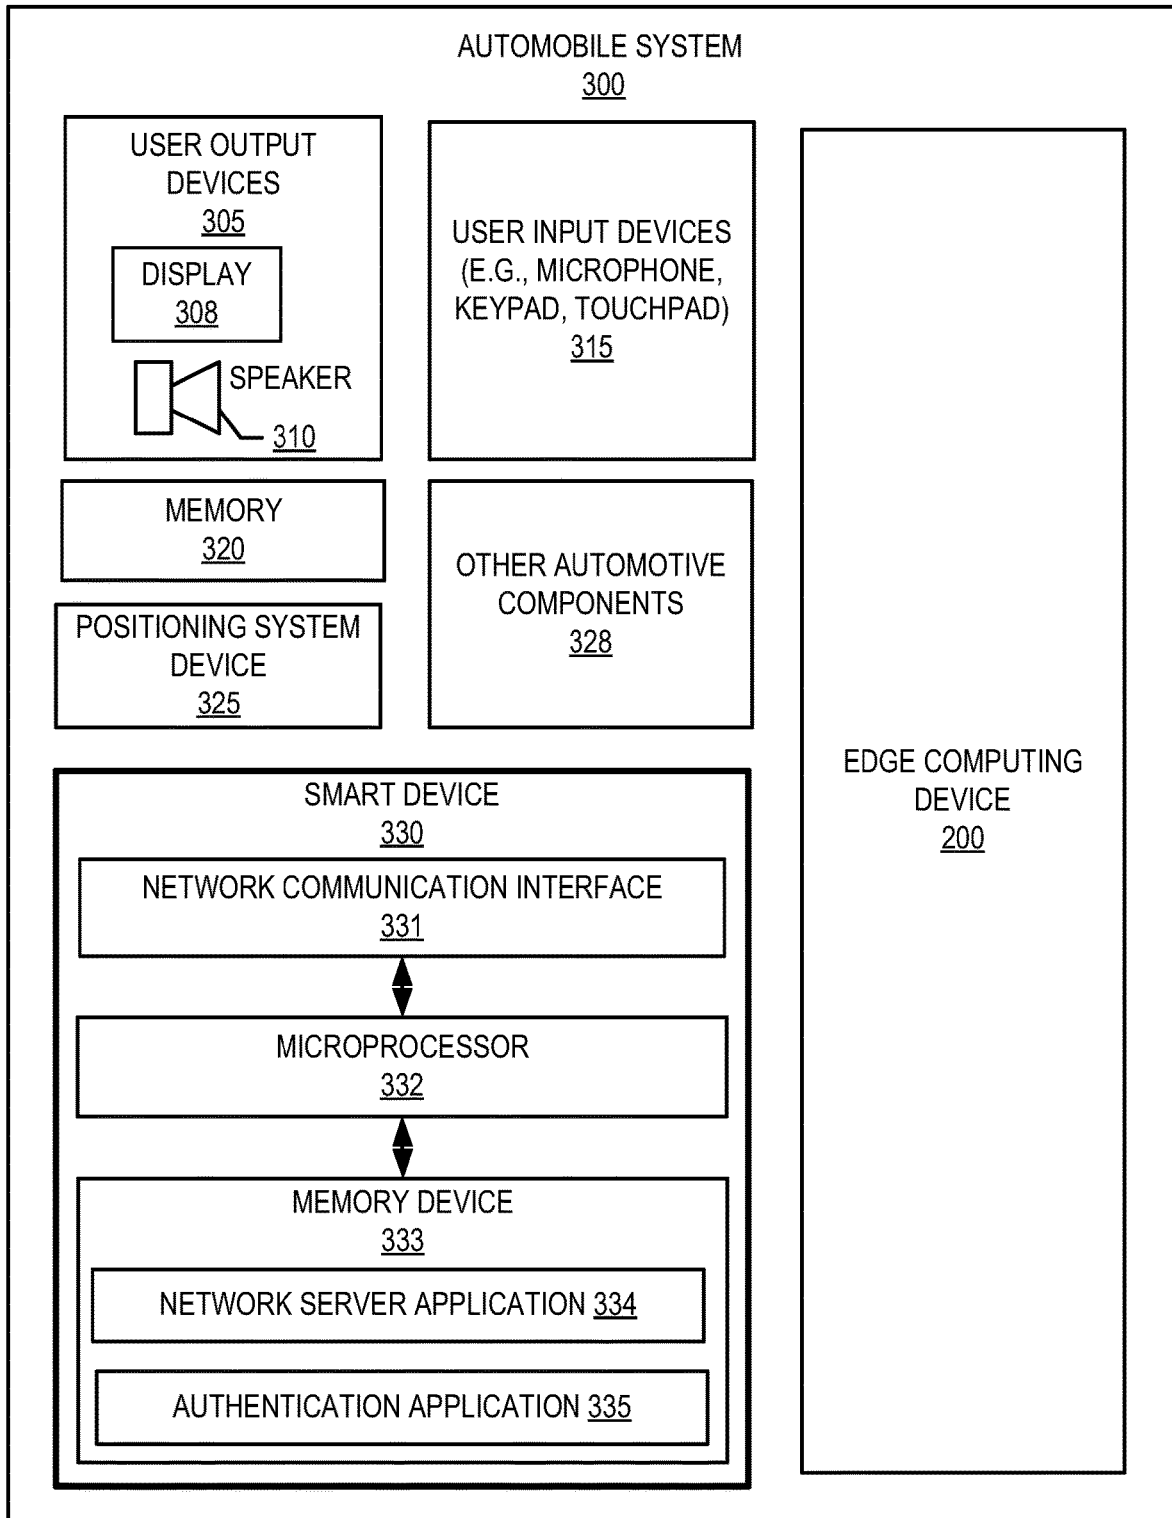 AUTOMOBILE SYSTEM
300
USER OUTPUT
DEVICES
305
DISPLAY
308
SPEAKER
310
USER INPUT DEVICES
(E.G., MICROPHONE,
KEYPAD, TOUCHPAD)
315
MEMORY
320
POSITIONING SYSTEM
DEVICE
325
OTHER AUTOMOTIVE
COMPONENTS
328
SMART DEVICE
330
NETWORK COMMUNICATION INTERFACE
331
MICROPROCESSOR
332
MEMORY DEVICE
333
NETWORK SERVER APPLICATION 334
AUTHENTICATION APPLICATION 335
EDGE COMPUTING
DEVICE
200